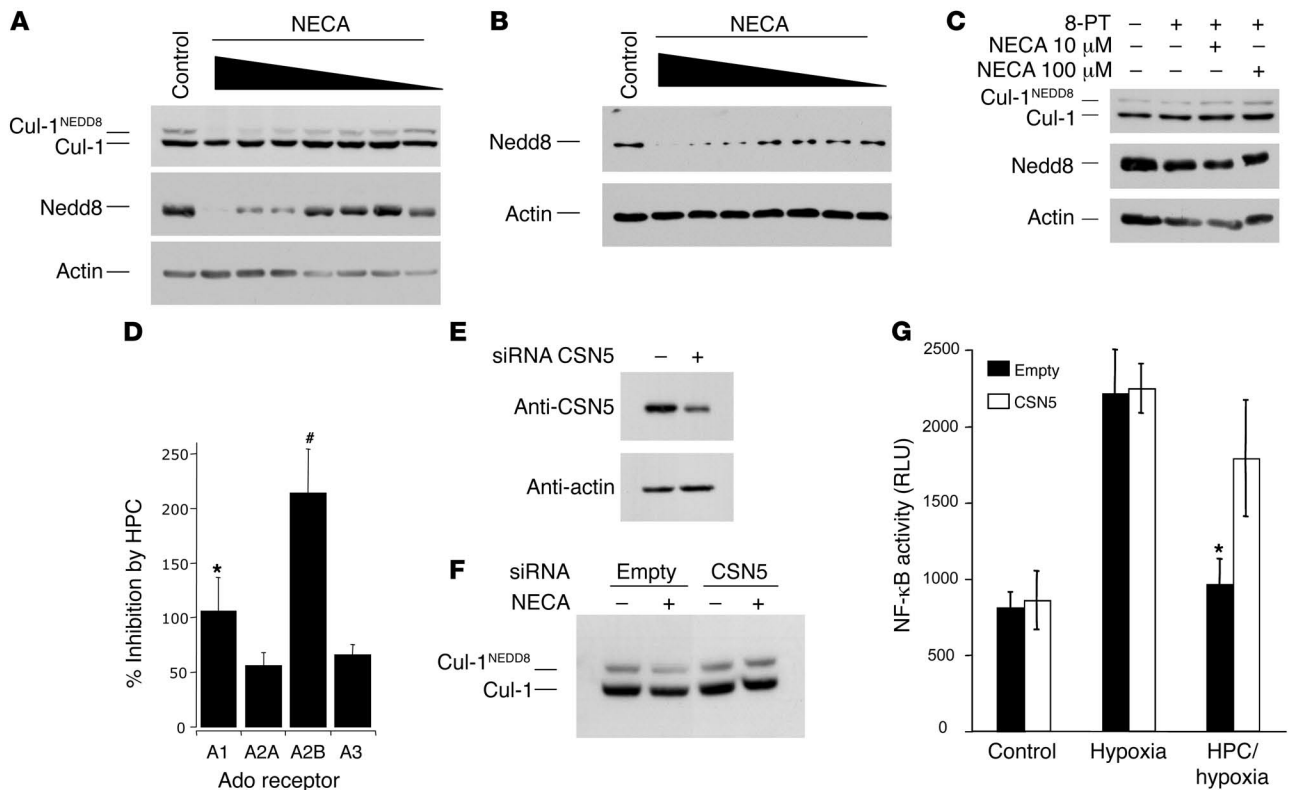 A
NECA
Control
Cul-1NEDD8
Cul-1
Nedd8
Actin
B
NECA
Control
Nedd8
Actin
C
8-PT – + + +
NECA 10 μM – – + –
NECA 100 μM – – – +
Cul-1NEDD8
Cul-1
Nedd8
Actin
D
% Inhibition by HPC
250
200
150
100
50
0
*
#
A1 A2A A2B A3
Ado receptor
E
siRNA CSN5 – +
Anti-CSN5
Anti-actin
F
siRNA Empty CSN5
NECA – + – +
Cul-1NEDD8
Cul-1
G
NF-κB activity (RLU)
2500
2000
1500
1000
500
0
Empty
CSN5
*
Control Hypoxia HPC/
hypoxia